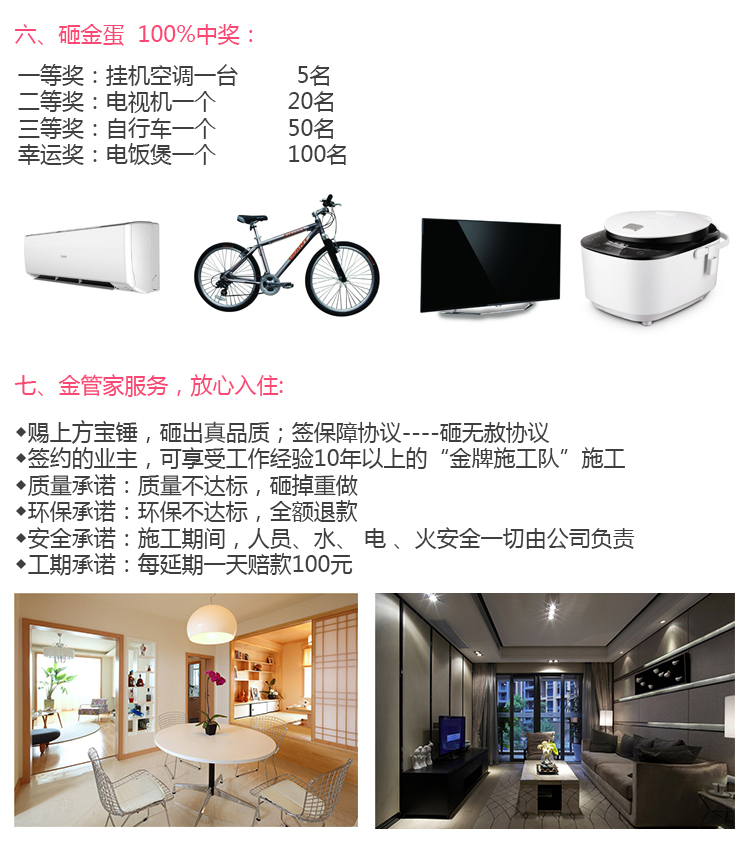 六、砸金蛋 100%中奖：
一等奖：挂机空调一台 5名
二等奖：电视机一个 20名
三等奖：自行车一个 50名
幸运奖：电饭煲一个 100名
七、金管家服务，放心入住:
◆赐上方宝锤，砸出真品质；签保障协议----砸无赦协议
◆签约的业主，可享受工作经验10年以上的“金牌施工队”施工
◆质量承诺：质量不达标，砸掉重做
◆环保承诺：环保不达标，全额退款
◆安全承诺：施工期间，人员、水、 电 、火安全一切由公司负责
◆工期承诺：每延期一天赔款100元